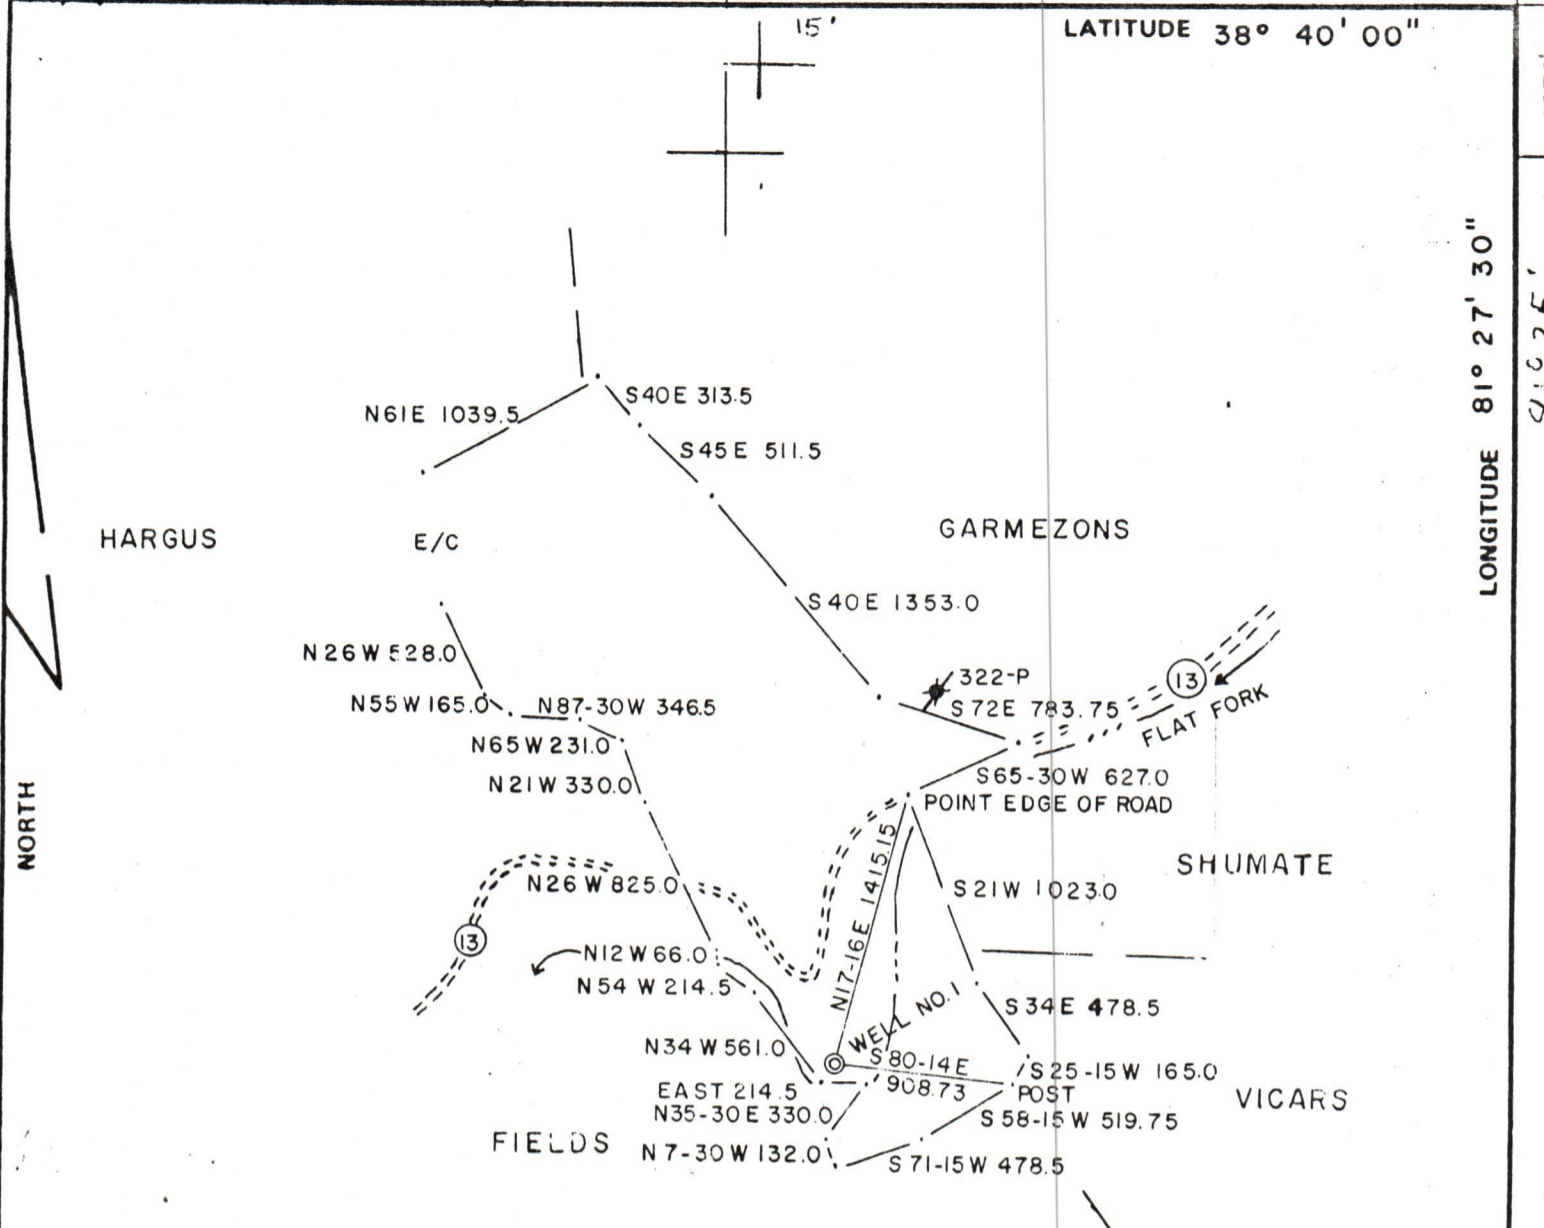 15'
LATITUDE 38° 40' 00"
LONGITUDE 81° 27' 30"
N61E 1039.5
S40E 313.5
S45E 511.5
HARGUS
E/C
GARMEZONS
S40E 1353.0
N26W 528.0
322-P
13
N55W 165.0
N87-30W 346.5
S72E 783.75
FLAT FORK
N65W 231.0
N21W 330.0
S65-30W 627.0
POINT EDGE OF ROAD
NORTH
N17-16E 1415.15
SHUMATE
N26W 825.0
S21W 1023.0
13
N12W 66.0
N54W 214.5
WELL NO. 1
S34E 478.5
N34W 561.0
S80-14E
908.73
S25-15W 165.0
EAST 214.5
POST
VICARS
N35-30E 330.0
S58-15W 519.75
FIELDS
N7-30W 132.0
S71-15W 478.5